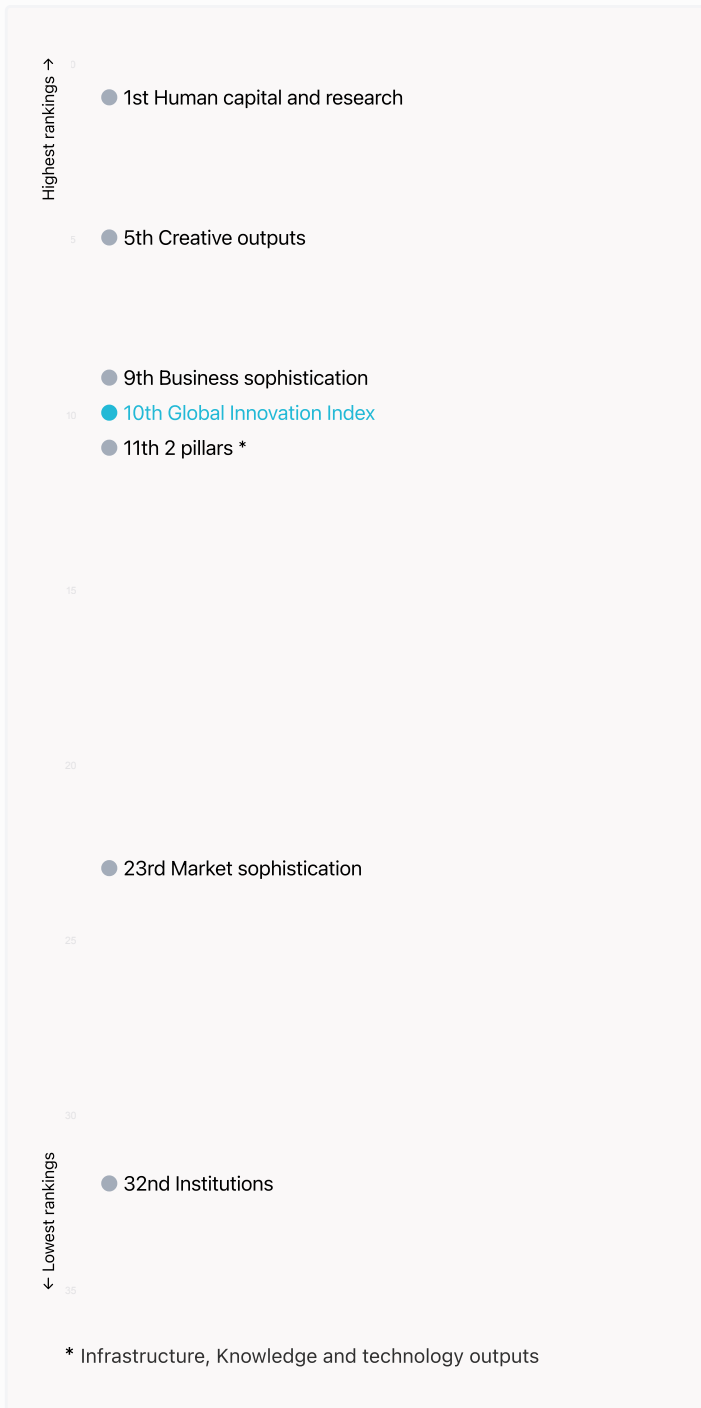 Highest rankings →
0
1st Human capital and research
5
5th Creative outputs
9th Business sophistication
10
10th Global Innovation Index
11th 2 pillars *
15
20
23rd Market sophistication
25
30
32nd Institutions
← Lowest rankings
35
* Infrastructure, Knowledge and technology outputs